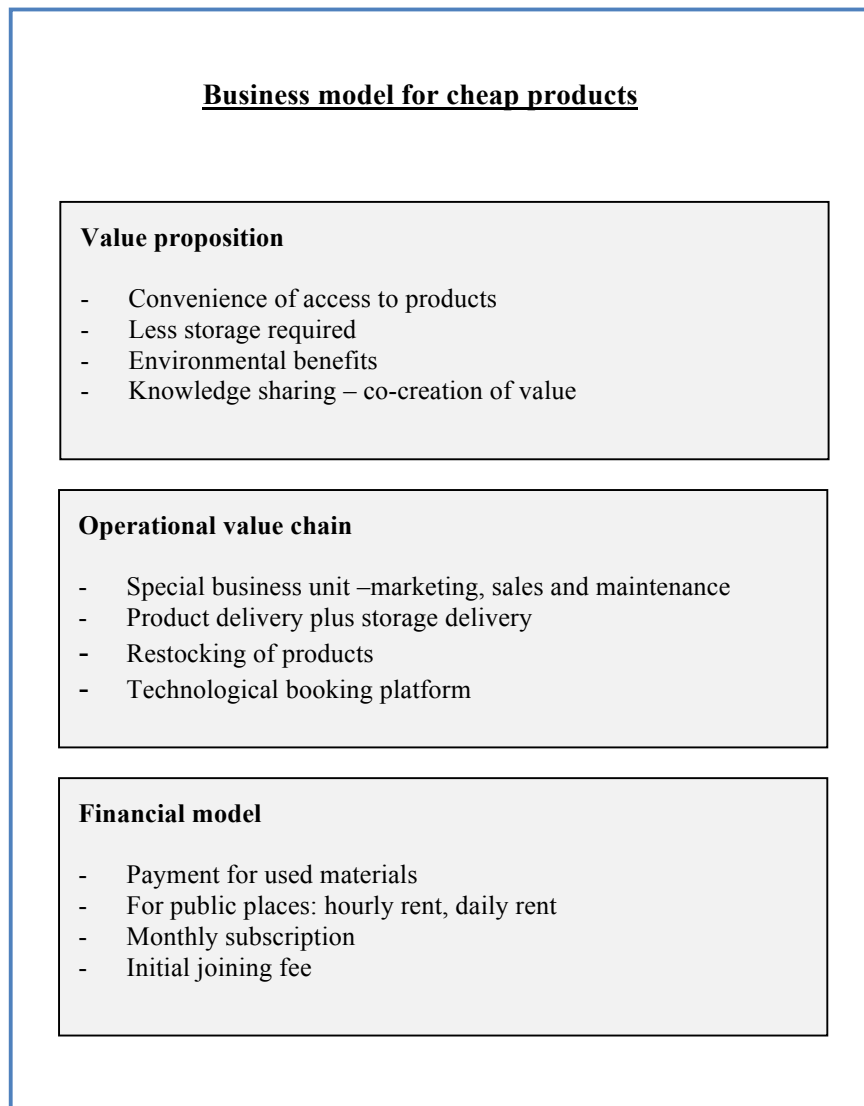 Business model for cheap products
Value proposition
- Convenience of access to products
- Less storage required
- Environmental benefits
- Knowledge sharing – co-creation of value
Operational value chain
- Special business unit –marketing, sales and maintenance
- Product delivery plus storage delivery
- Restocking of products
- Technological booking platform
Financial model
- Payment for used materials
- For public places: hourly rent, daily rent
- Monthly subscription
- Initial joining fee